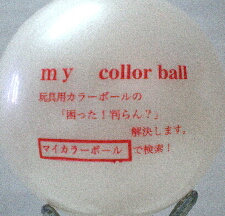 my collor ball
玩具用カラーボールの
「困った！判らん？」
解決します。
マイカラーボール で検索！